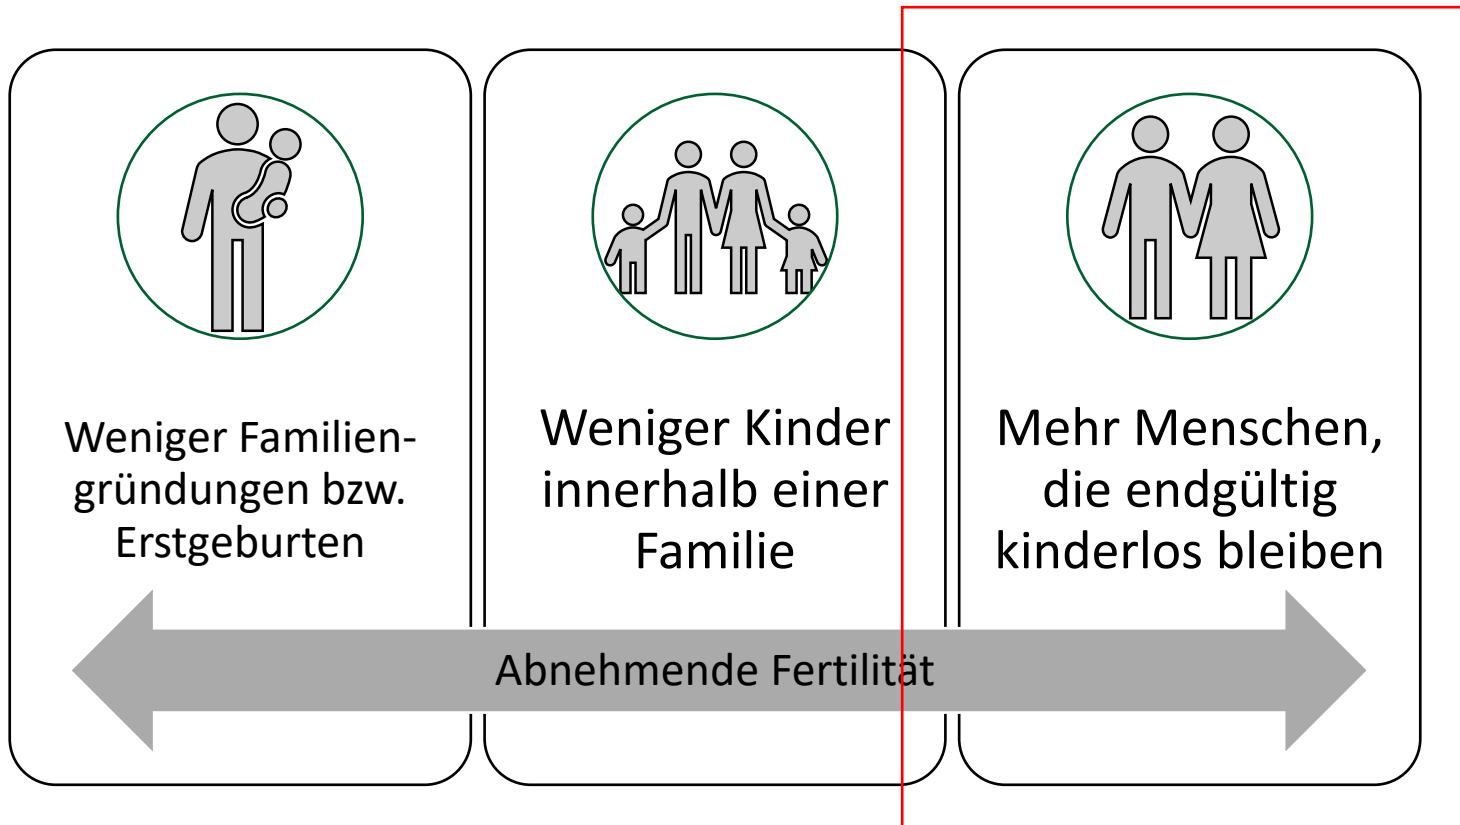 Weniger Familien-
gründungen bzw.
Erstgeburten
Weniger Kinder
innerhalb einer
Familie
Mehr Menschen,
die endgültig
kinderlos bleiben
Abnehmende Fertilität